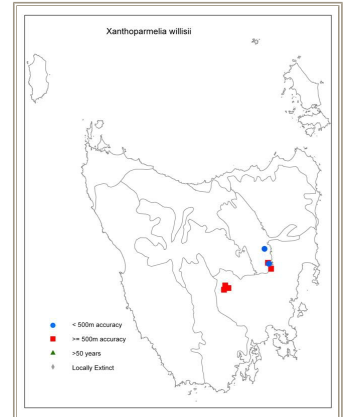 Xanthoparmelia willisii
< 500m accuracy
>= 500m accuracy
>50 years
Locally Extinct